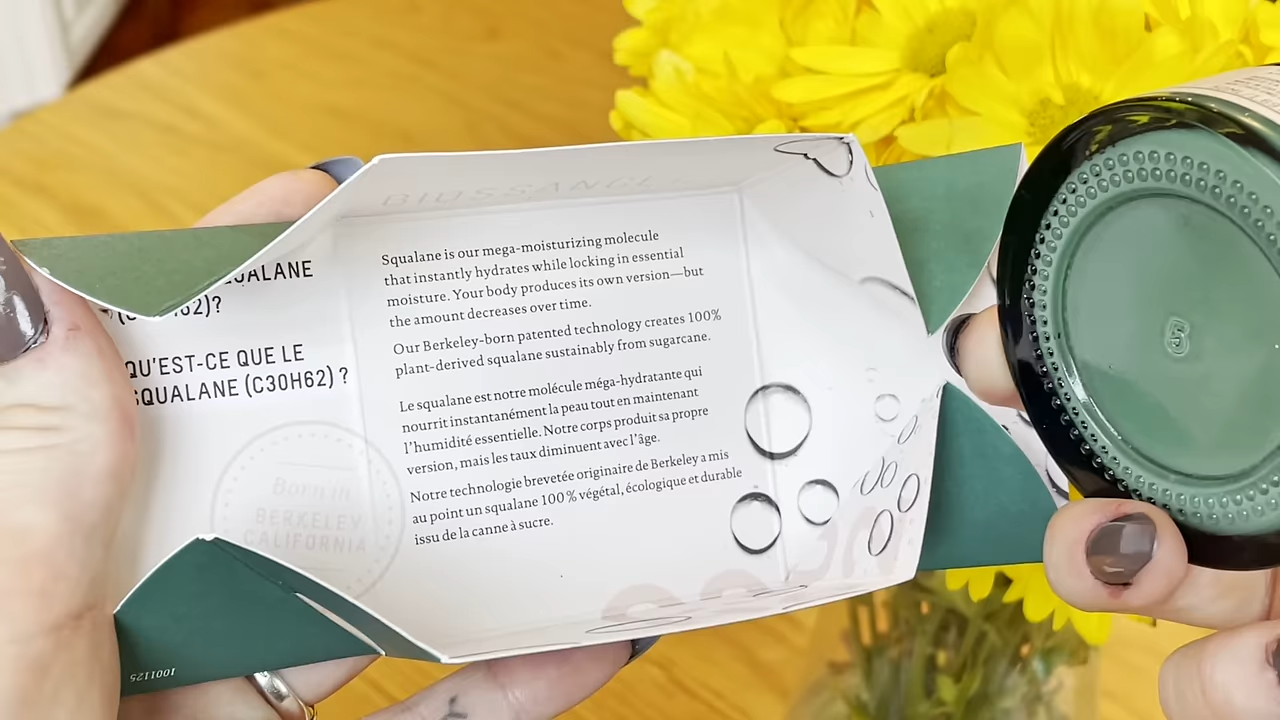 BIOSSANCE
SQUALANE
(C30H62)?
QU'EST-CE QUE LE
SQUALANE (C30H62) ?
Born in
BERKELEY
CALIFORNIA
Squalane is our mega-moisturizing molecule
that instantly hydrates while locking in essential
moisture. Your body produces its own version—but
the amount decreases over time.
Our Berkeley-born patented technology creates 100%
plant-derived squalane sustainably from sugarcane.
Le squalane est notre molécule méga-hydratante qui
nourrit instantanément la peau tout en maintenant
l'humidité essentielle. Notre corps produit sa propre
version, mais les taux diminuent avec l'âge.
Notre technologie brevetée originaire de Berkeley a mis
au point un squalane 100 % végétal, écologique et durable
issu de la canne à sucre.
1001125
5